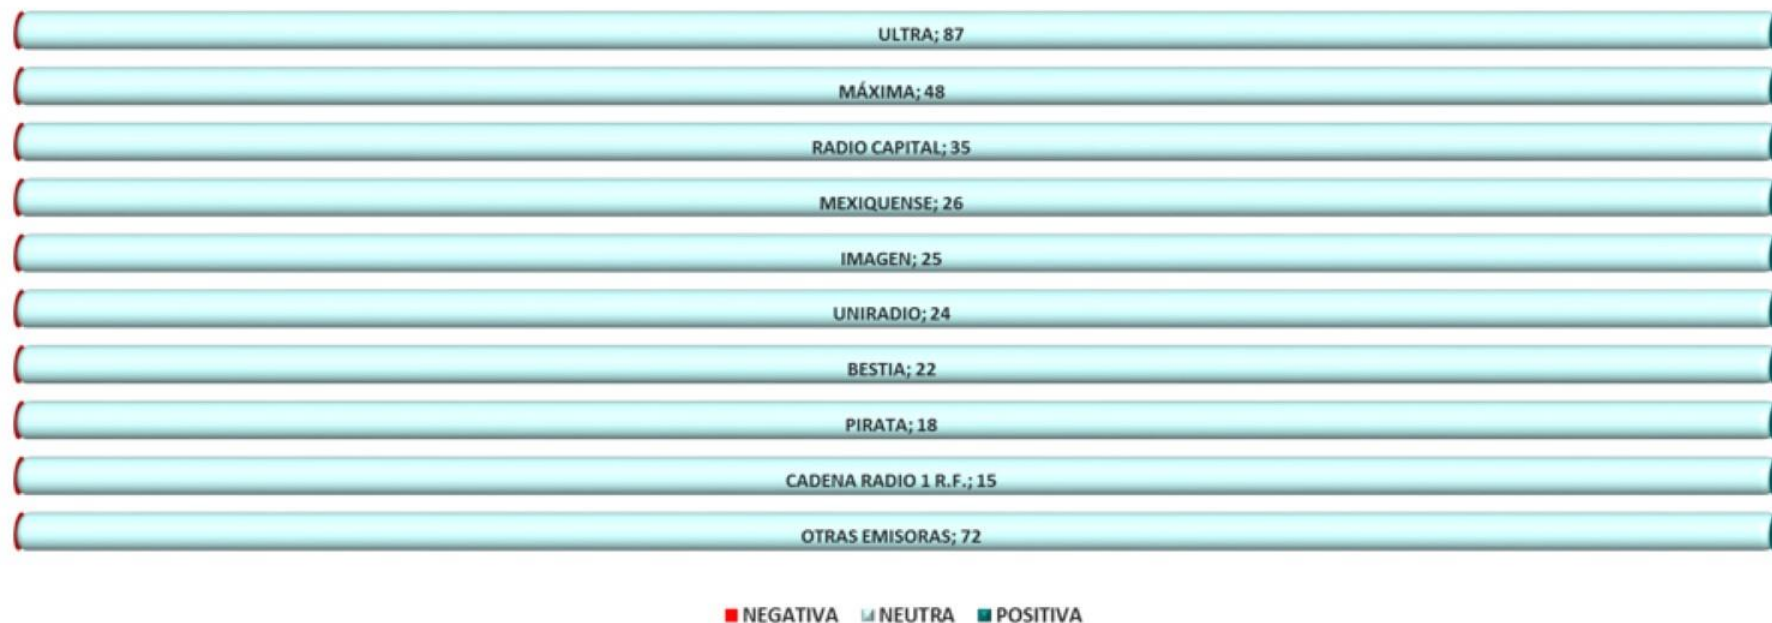 ULTRA; 87
MÁXIMA; 48
RADIO CAPITAL; 35
MEXIQUENSE; 26
IMAGEN; 25
UNIRADIO; 24
BESTIA; 22
PIRATA; 18
CADENA RADIO 1 R.F.; 15
OTRAS EMISORAS; 72
NEGATIVA NEUTRA POSITIVA